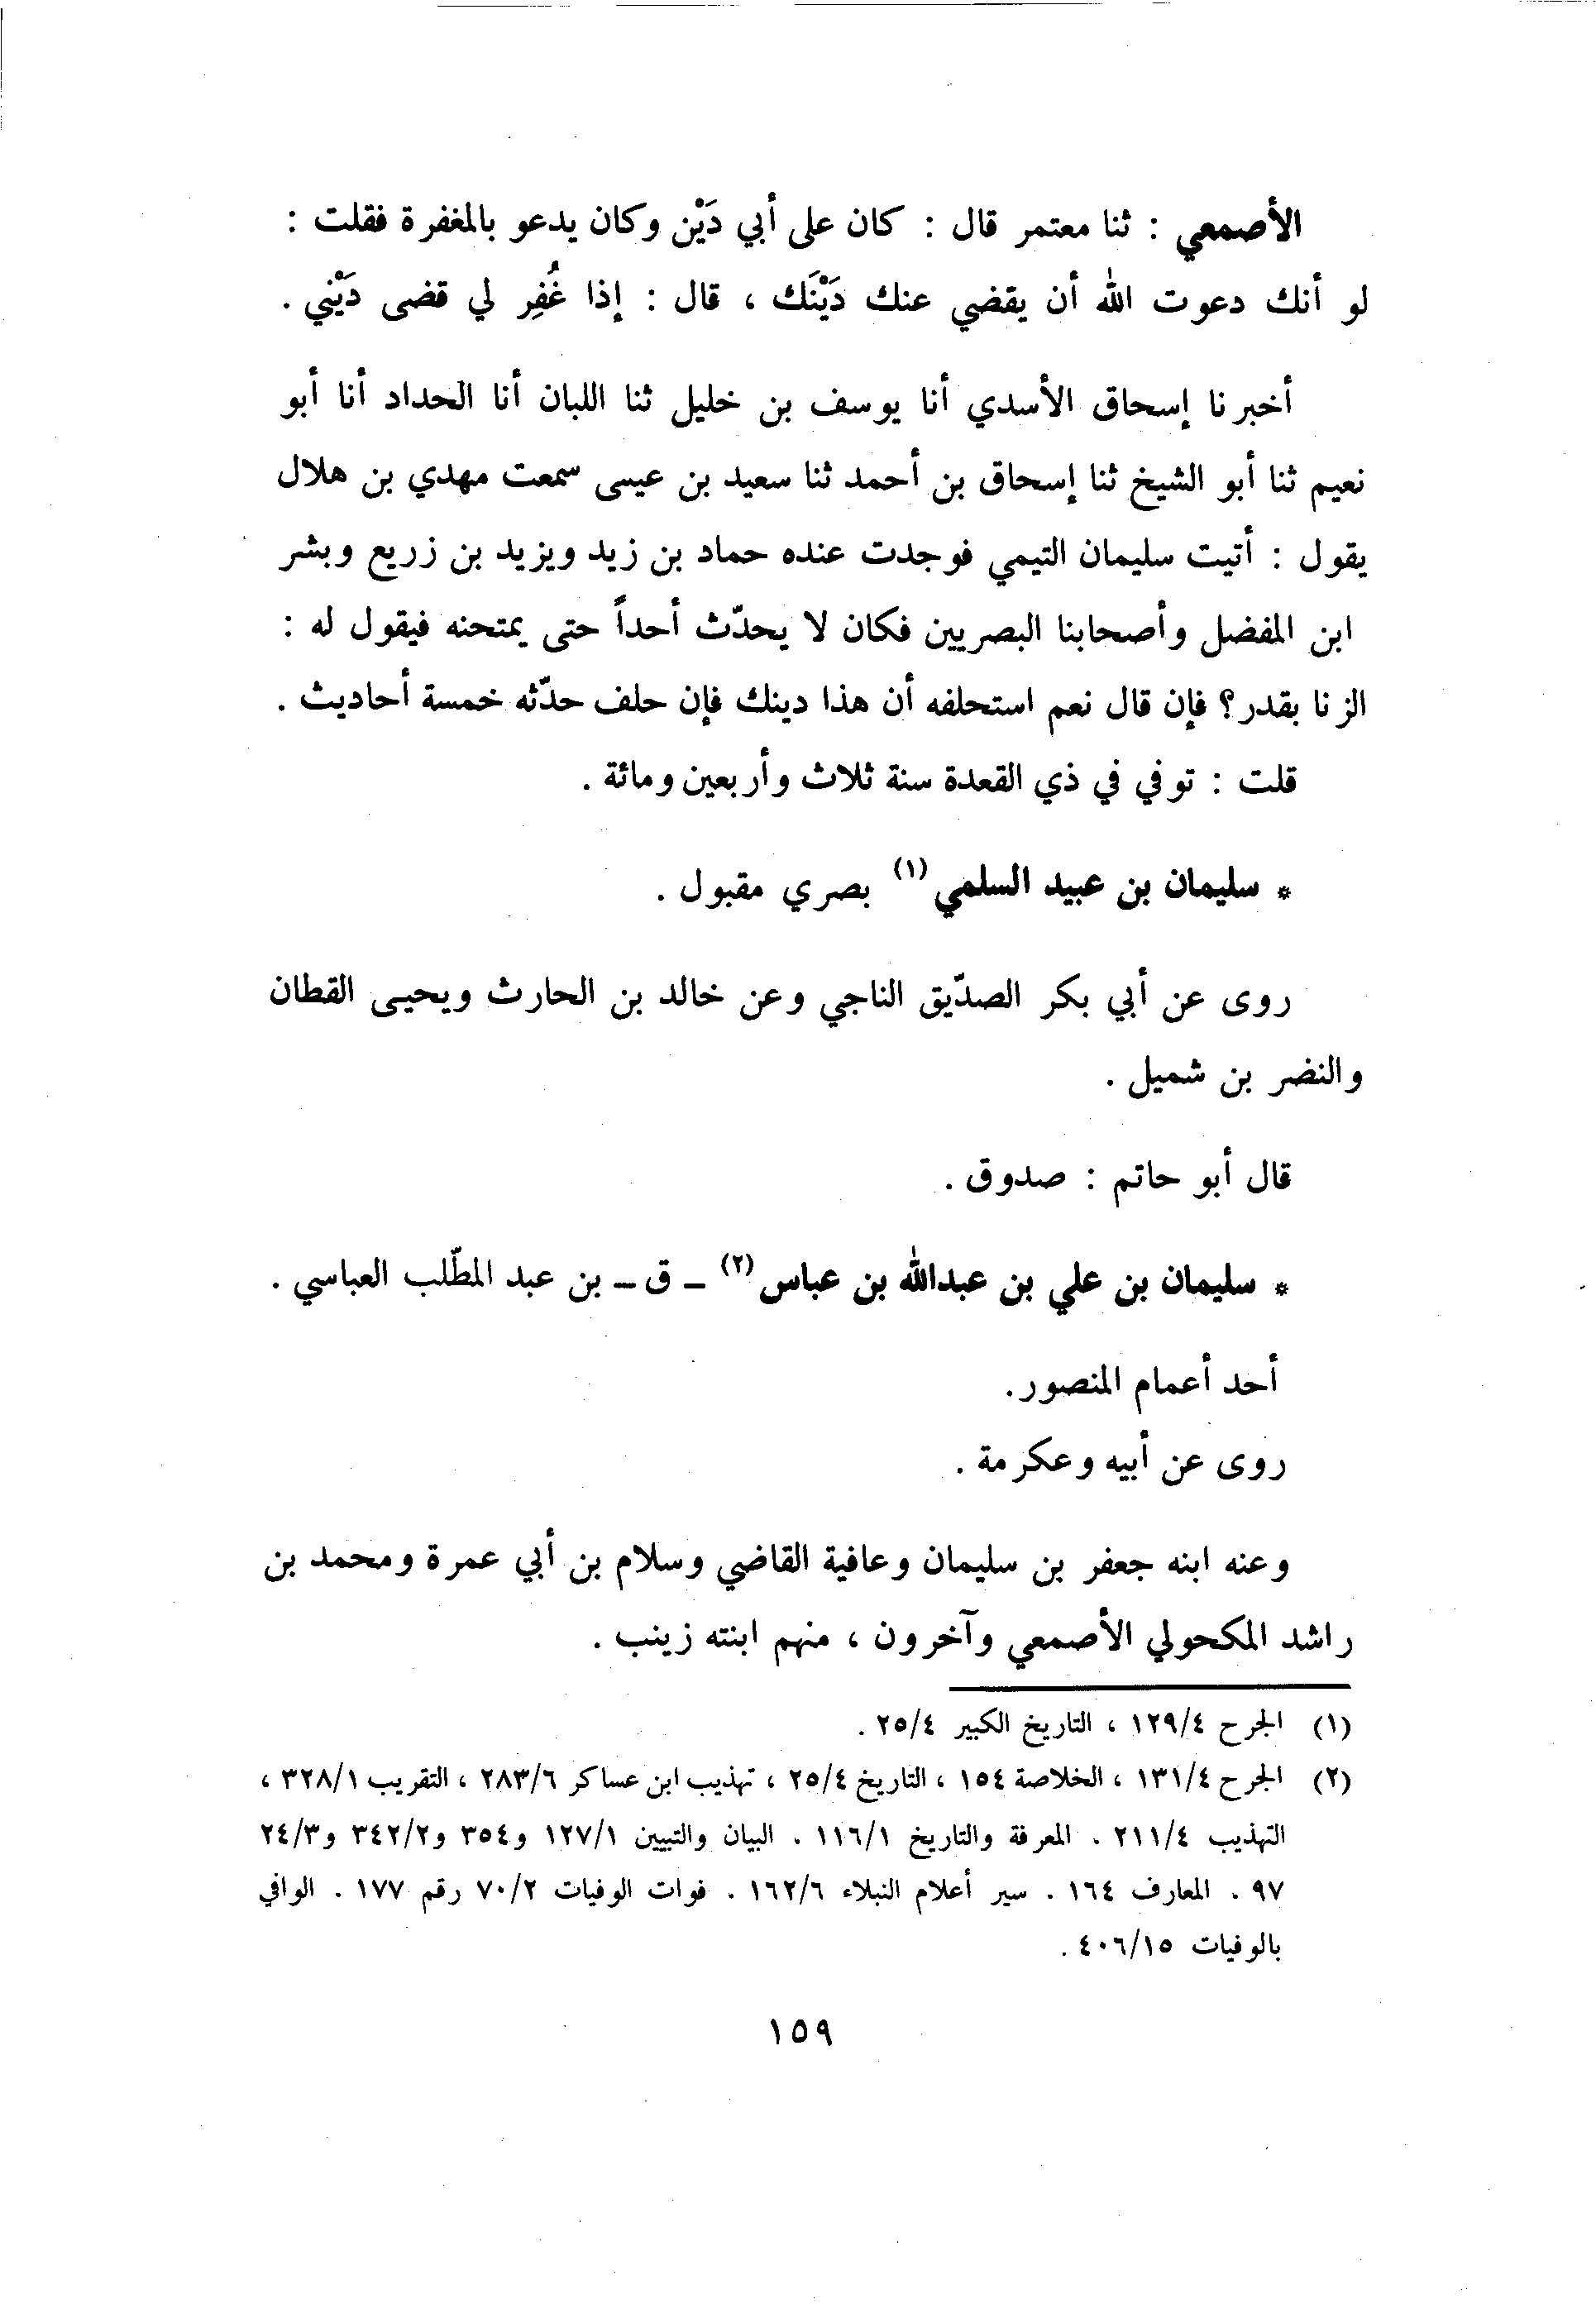 الأصمعي : ثنا معتمر قال : كان على أبي دَيْن وكان يدعو بالمغفرة فقلت :
لو أنك دعوت الله أن يقضي عنك دَيْنَك ، قال : إذا غُفِر لي قضى دَيْني .
أخبرنا إسحاق الأسدي أنا يوسف بن خليل ثنا اللبان أنا الحداد أنا أبو
نعيم ثنا أبو الشيخ ثنا إسحاق بن أحمد ثنا سعيد بن عيسى سمعت مهدي بن هلال
يقول : أتيت سليمان التيمي فوجدت عنده حماد بن زيد ويزيد بن زريع وبشر
ابن المفضل وأصحابنا البصريين فكان لا يحدّث أحداً حتى يمتحنه فيقول له :
الزنا بقدر؟ فإن قال نعم استحلفه أن هذا دينك فإن حلف حدّثه خمسة أحاديث .
قلت : توفي في ذي القعدة سنة ثلاث وأربعين ومائة .
* سليمان بن عبيد السلمي (١) بصري مقبول .
روى عن أبي بكر الصدّيق الناجي وعن خالد بن الحارث ويحيى القطان
والنضر بن شميل .
قال أبو حاتم : صدوق .
* سليمان بن علي بن عبدالله بن عباس (٢) – ق – بن عبد المطّلب العباسي .
أحد أعمام المنصور .
روى عن أبيه وعكرمة .
وعنه ابنه جعفر بن سليمان وعافية القاضي وسلام بن أبي عمرة ومحمد بن
راشد المكحولي الأصمعي وآخرون ، منهم ابنته زينب .
(١) الجرح ١٢٩/٤ ، التاريخ الكبير ٢٥/٤ .
(٢) الجرح ١٣١/٤ ، الخلاصة ١٥٤ ، التاريخ ٢٥/٤ ، تهذيب ابن عساكر ٢٨٣/٦ ، التقريب ٣٢٨/١ ،
التهذيب ٢١١/٤ . المعرفة والتاريخ ١١٦/١ . البيان والتبيين ١٢٧/١ و٣٥٤ و٣٤٢/٢ و٢٤/٣
٩٧ . المعارف ١٦٤ . سير أعلام النبلاء ١٦٢/٦ . فوات الوفيات ٧٠/٢ رقم ١٧٧ . الوافي
بالوفيات ٤٠٦/١٥ .
١٥٩